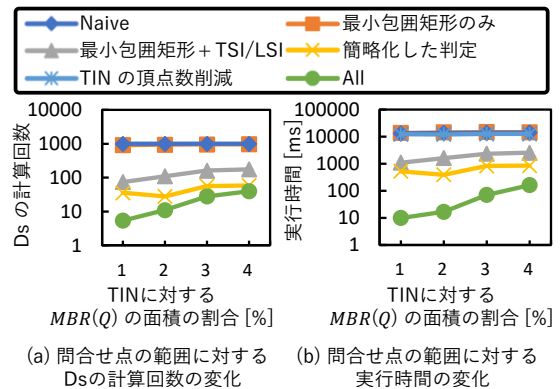 Naive
最小包囲矩形のみ
最小包囲矩形＋TSI/LSI
簡略化した判定
TIN の頂点数削減
All
Ds の計算回数
10000
1000
100
10
1
1 2 3 4
TINに対する
MBR(Q) の面積の割合 [%]
(a) 問合せ点の範囲に対する
Dsの計算回数の変化
実行時間 [ms]
100000
10000
1000
100
10
1
1 2 3 4
TINに対する
MBR(Q) の面積の割合 [%]
(b) 問合せ点の範囲に対する
実行時間の変化